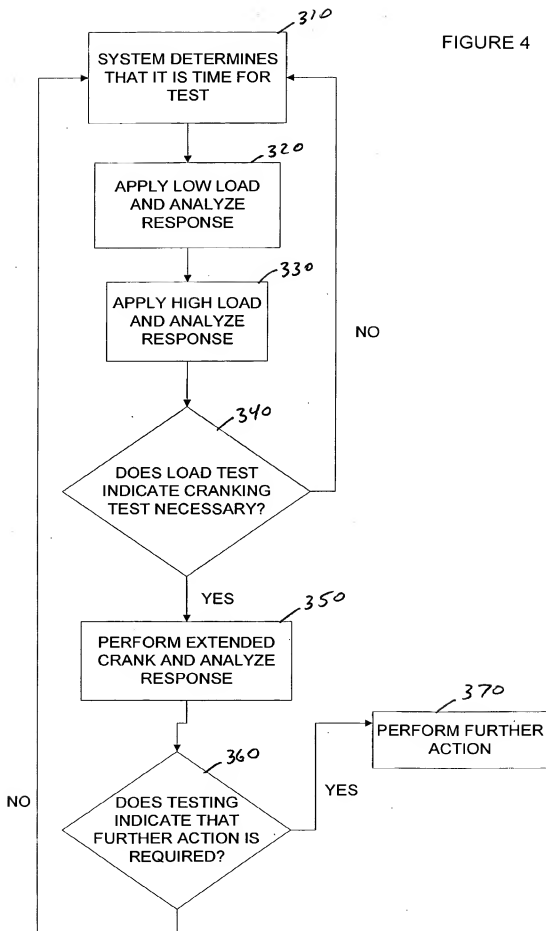 310
FIGURE 4
SYSTEM DETERMINES
THAT IT IS TIME FOR
TEST
320
APPLY LOW LOAD
AND ANALYZE
RESPONSE
330
APPLY HIGH LOAD
AND ANALYZE
RESPONSE
NO
340
DOES LOAD TEST
INDICATE CRANKING
TEST NECESSARY?
YES
350
PERFORM EXTENDED
CRANK AND ANALYZE
RESPONSE
370
PERFORM FURTHER
ACTION
360
YES
NO
DOES TESTING
INDICATE THAT
FURTHER ACTION IS
REQUIRED?